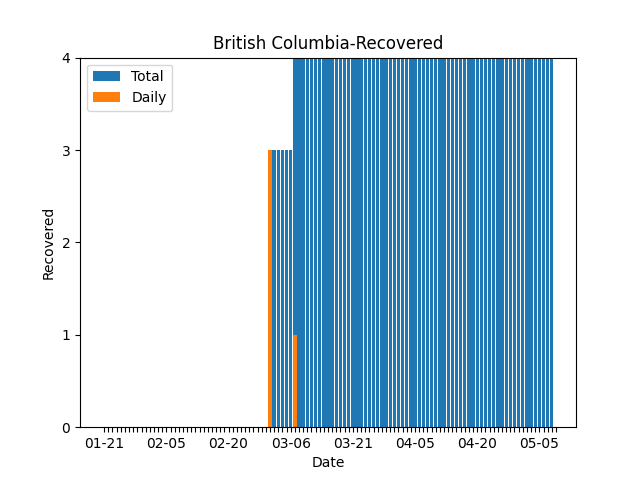 British Columbia-Recovered
Total
Daily
4
3
2
1
0
Recovered
01-21 02-05 02-20 03-06 03-21 04-05 04-20 05-05
Date